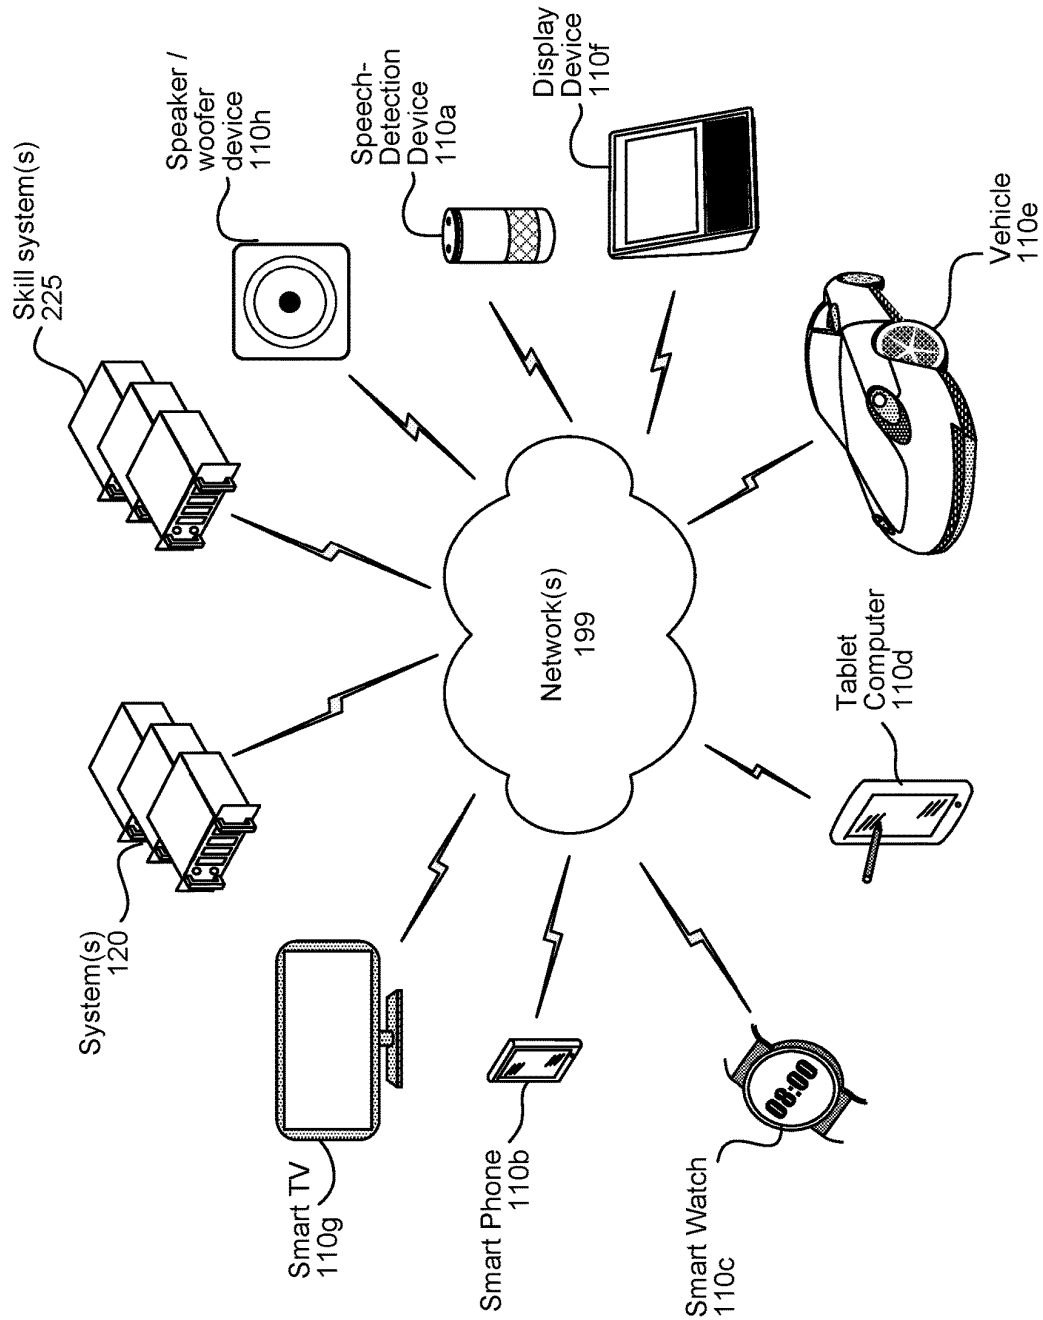 System(s)
120
Skill system(s)
225
Smart TV
110g
Speaker /
woofer
device
110h
Smart Phone
110b
Network(s)
199
Speech-
Detection
Device
110a
Display
Device
110f
Smart Watch
110c
08:00
Tablet
Computer
110d
Vehicle
110e